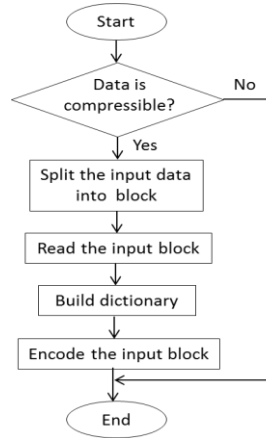 Start
Data is
compressible?
No
Yes
Split the input data
into block
Read the input block
Build dictionary
Encode the input block
End